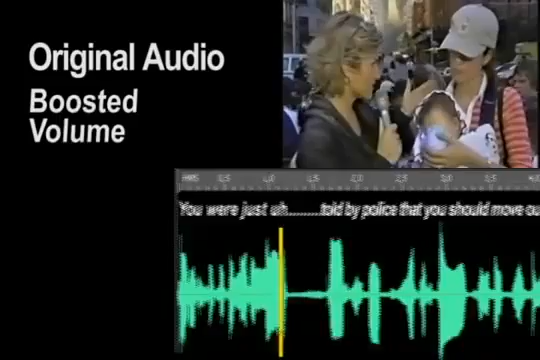 Original Audio
Boosted
Volume
You were just uh.........told by police that you should move ou